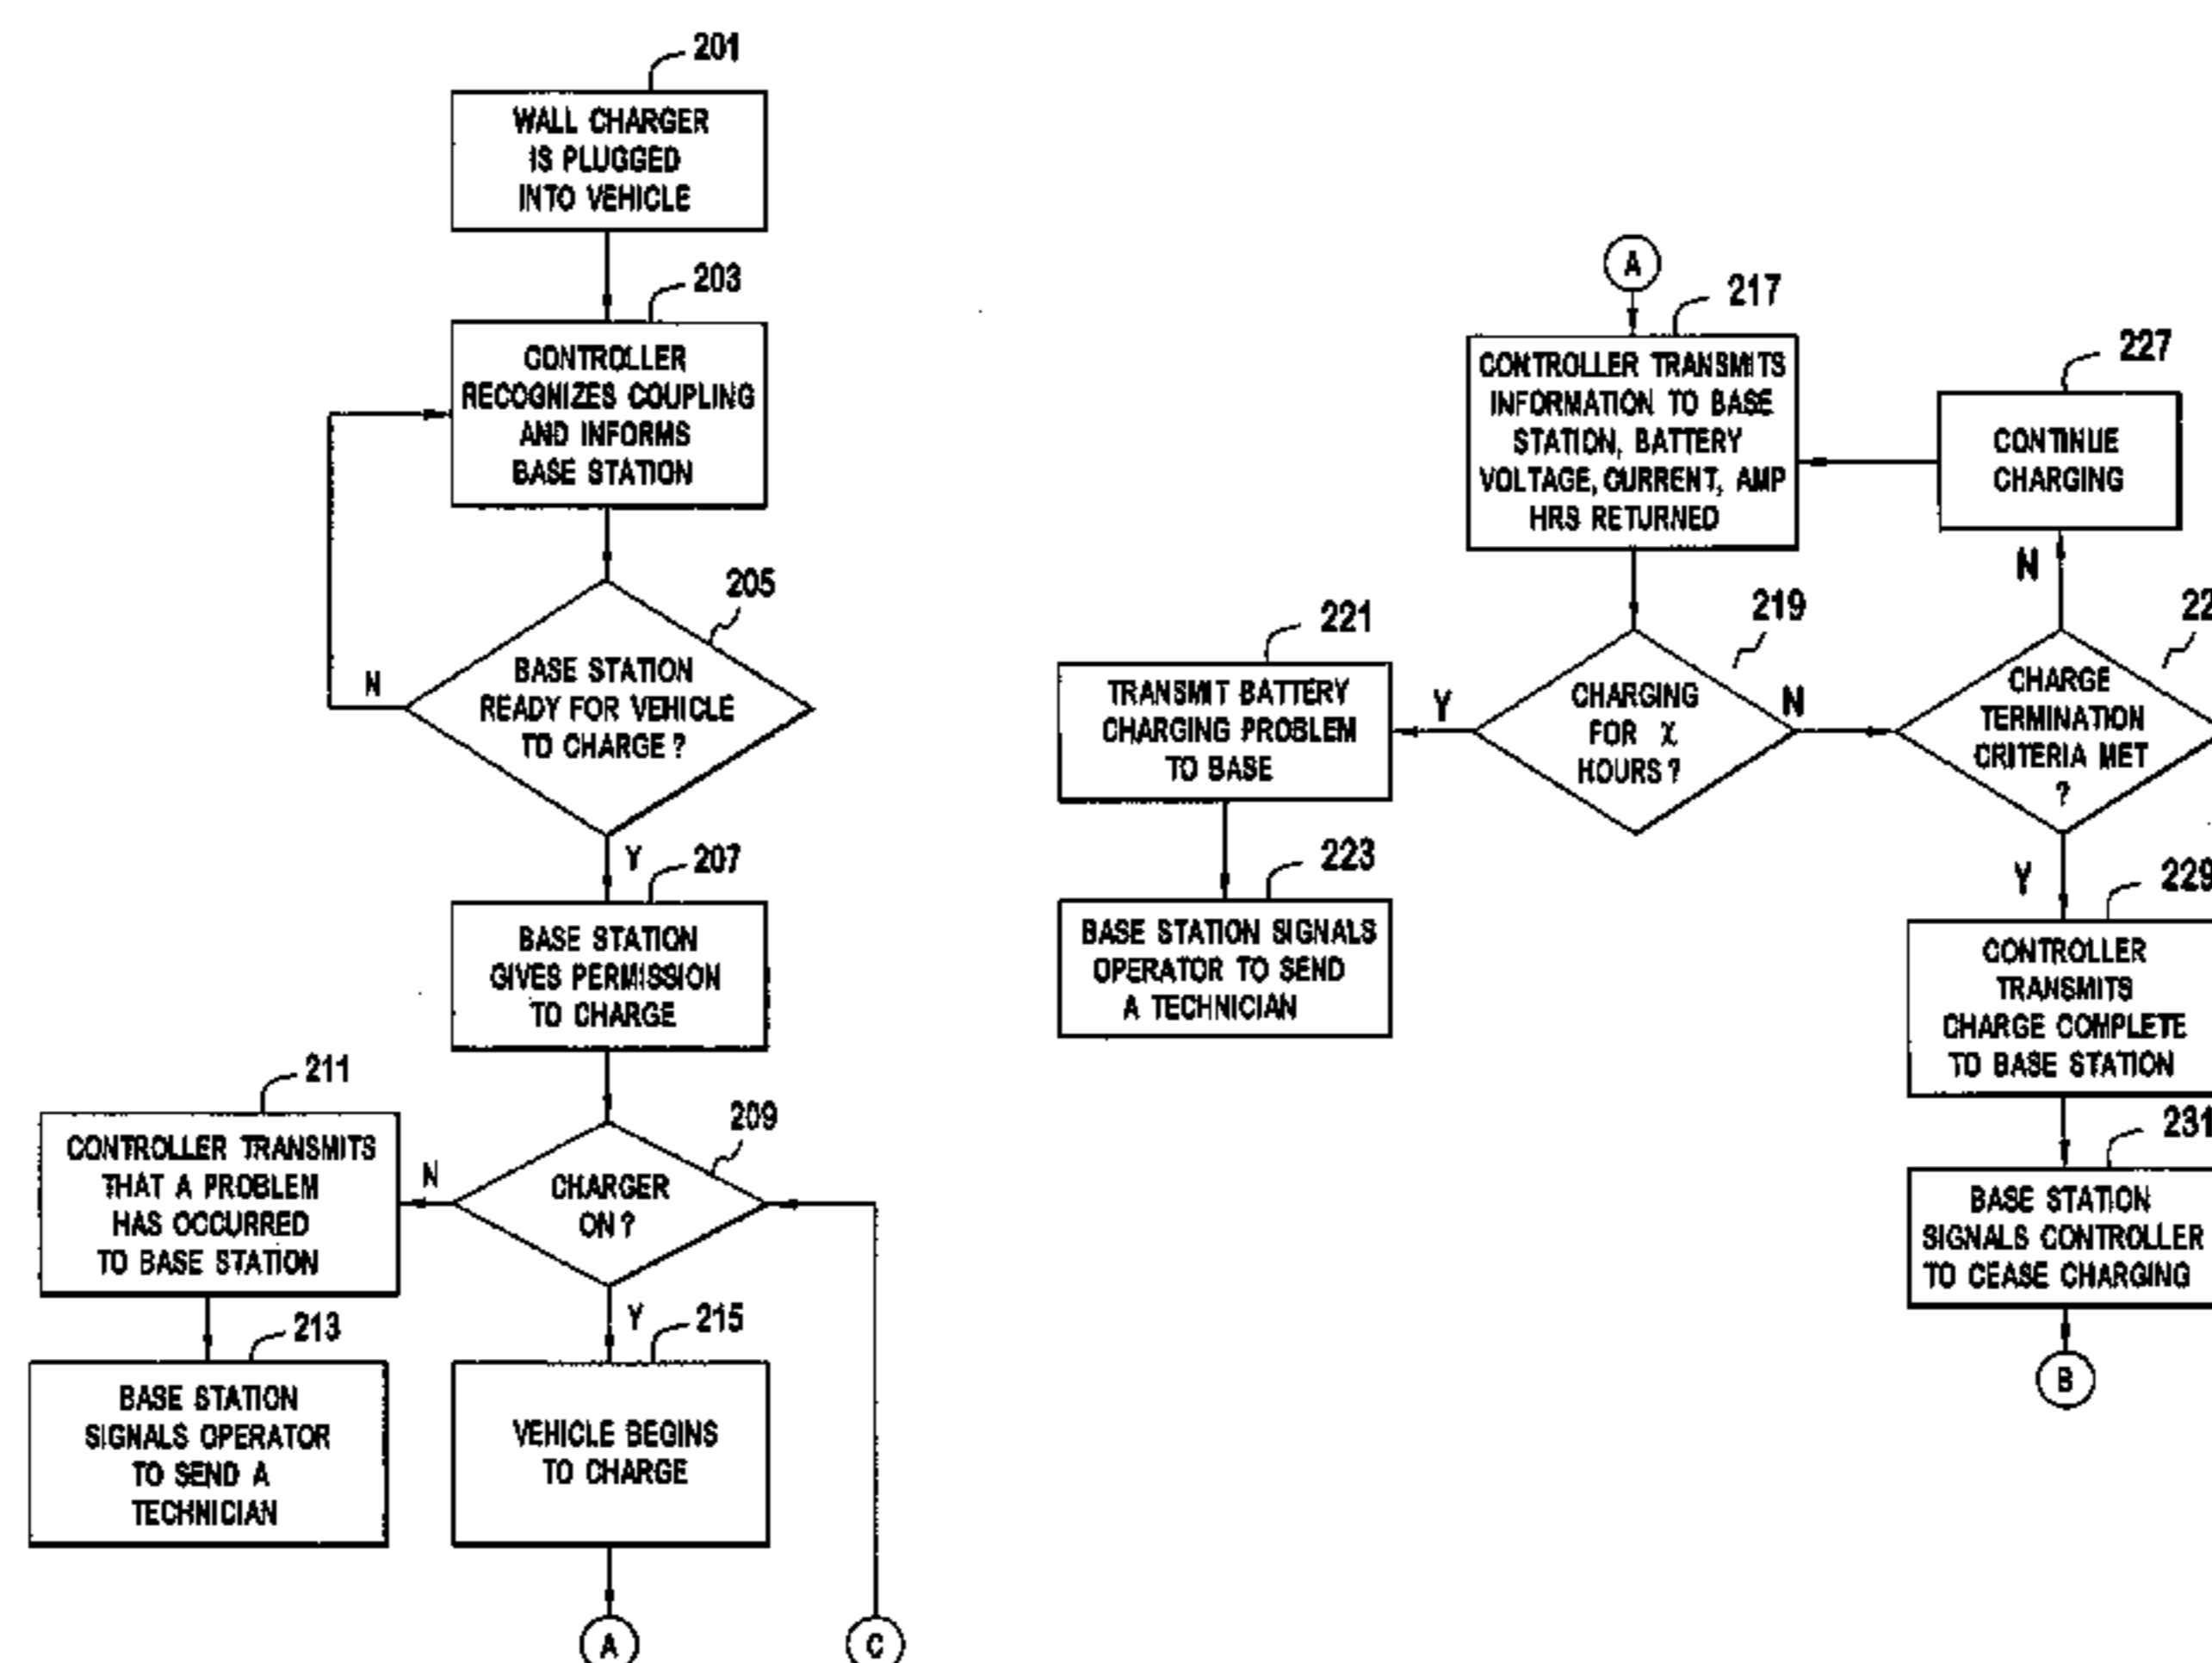 201
WALL CHARGER
IS PLUGGED
INTO VEHICLE
203
CONTROLLER
RECOGNIZES COUPLING
AND INFORMS
BASE STATION
205
BASE STATION
READY FOR VEHICLE
TO CHARGE?
N
Y
207
BASE STATION
GIVES PERMISSION
TO CHARGE
209
CHARGER
ON?
N
211
CONTROLLER TRANSMITS
THAT A PROBLEM
HAS OCCURRED
TO BASE STATION
213
BASE STATION
SIGNALS OPERATOR
TO SEND A
TECHNICIAN
Y
215
VEHICLE BEGINS
TO CHARGE
A
C
A
217
CONTROLLER TRANSMITS
INFORMATION TO BASE
STATION, BATTERY
VOLTAGE, CURRENT, AMP
HRS RETURNED
219
CHARGING
FOR X
HOURS?
Y
221
TRANSMIT BATTERY
CHARGING PROBLEM
TO BASE
223
BASE STATION SIGNALS
OPERATOR TO SEND
A TECHNICIAN
N
CHARGE
TERMINATION
CRITERIA MET
?
N
227
CONTINUE
CHARGING
Y
229
CONTROLLER
TRANSMITS
CHARGE COMPLETE
TO BASE STATION
231
BASE STATION
SIGNALS CONTROLLER
TO CEASE CHARGING
B